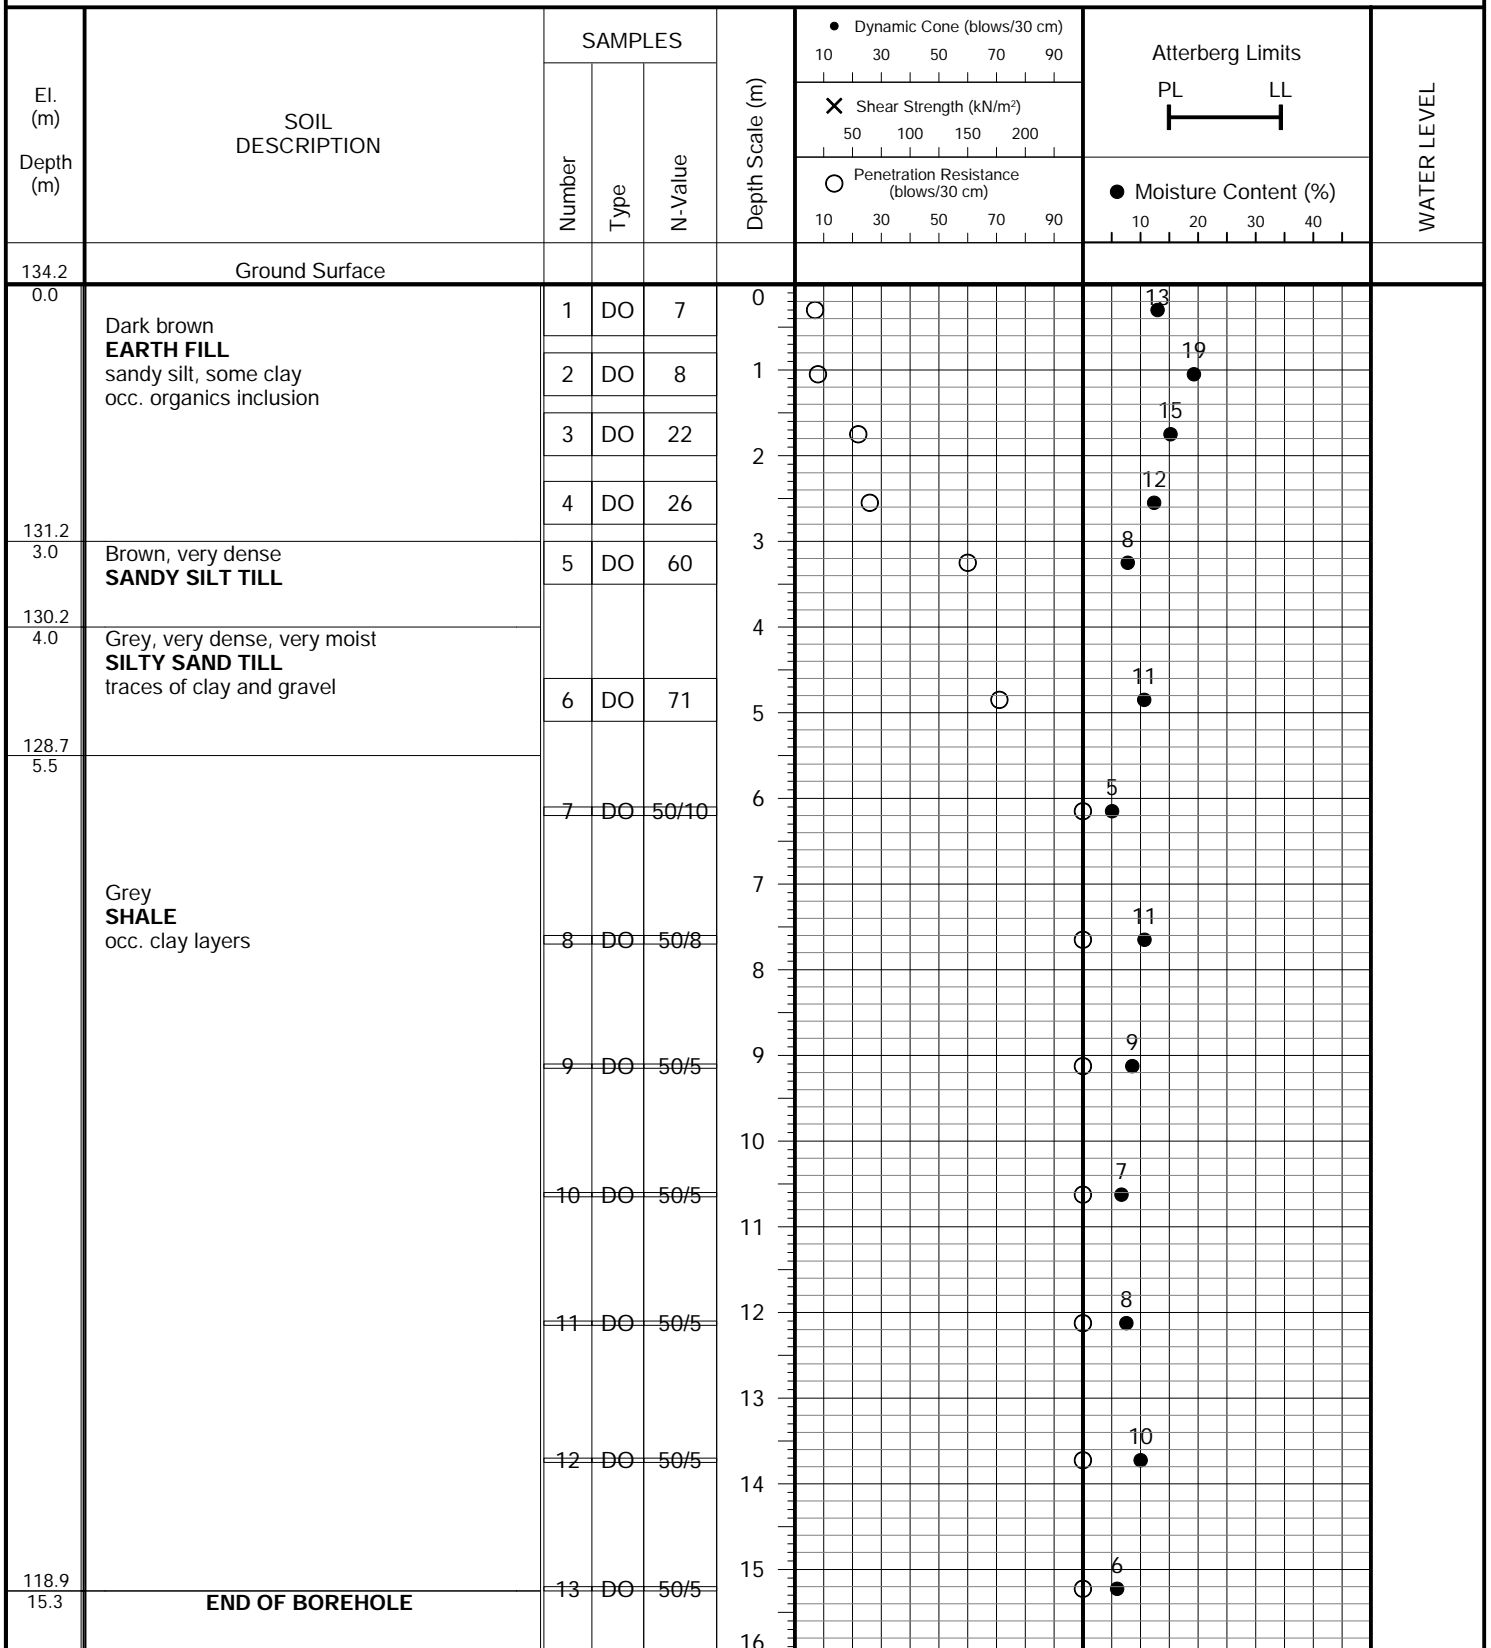 El.
(m)
Depth
(m)
SOIL
DESCRIPTION
SAMPLES
Number
Type
N-Value
Depth Scale (m)
Dynamic Cone (blows/30 cm)
10 30 50 70 90
Shear Strength (kN/m²)
50 100 150 200
Penetration Resistance
(blows/30 cm)
10 30 50 70 90
Atterberg Limits
PL LL
Moisture Content (%)
10 20 30 40
WATER LEVEL
134.2 Ground Surface
0.0
0
1 DO 7 13
Dark brown
EARTH FILL
sandy silt, some clay
occ. organics inclusion
2 DO 8 1 19
3 DO 22 15
2
4 DO 26 12
131.2
3.0 Brown, very dense
SANDY SILT TILL
3
5 DO 60 8
130.2
4.0 Grey, very dense, very moist
SILTY SAND TILL
traces of clay and gravel
4
6 DO 71 11
5
128.7
5.5
6
7 DO 50/10 5
7
Grey
SHALE
occ. clay layers
8 DO 50/8 11
8
9
9 DO 50/5 9
10
10 DO 50/5 7
11
12
11 DO 50/5 8
13
12 DO 50/5 10
14
15
118.9
15.3 END OF BOREHOLE
13 DO 50/5 6
16